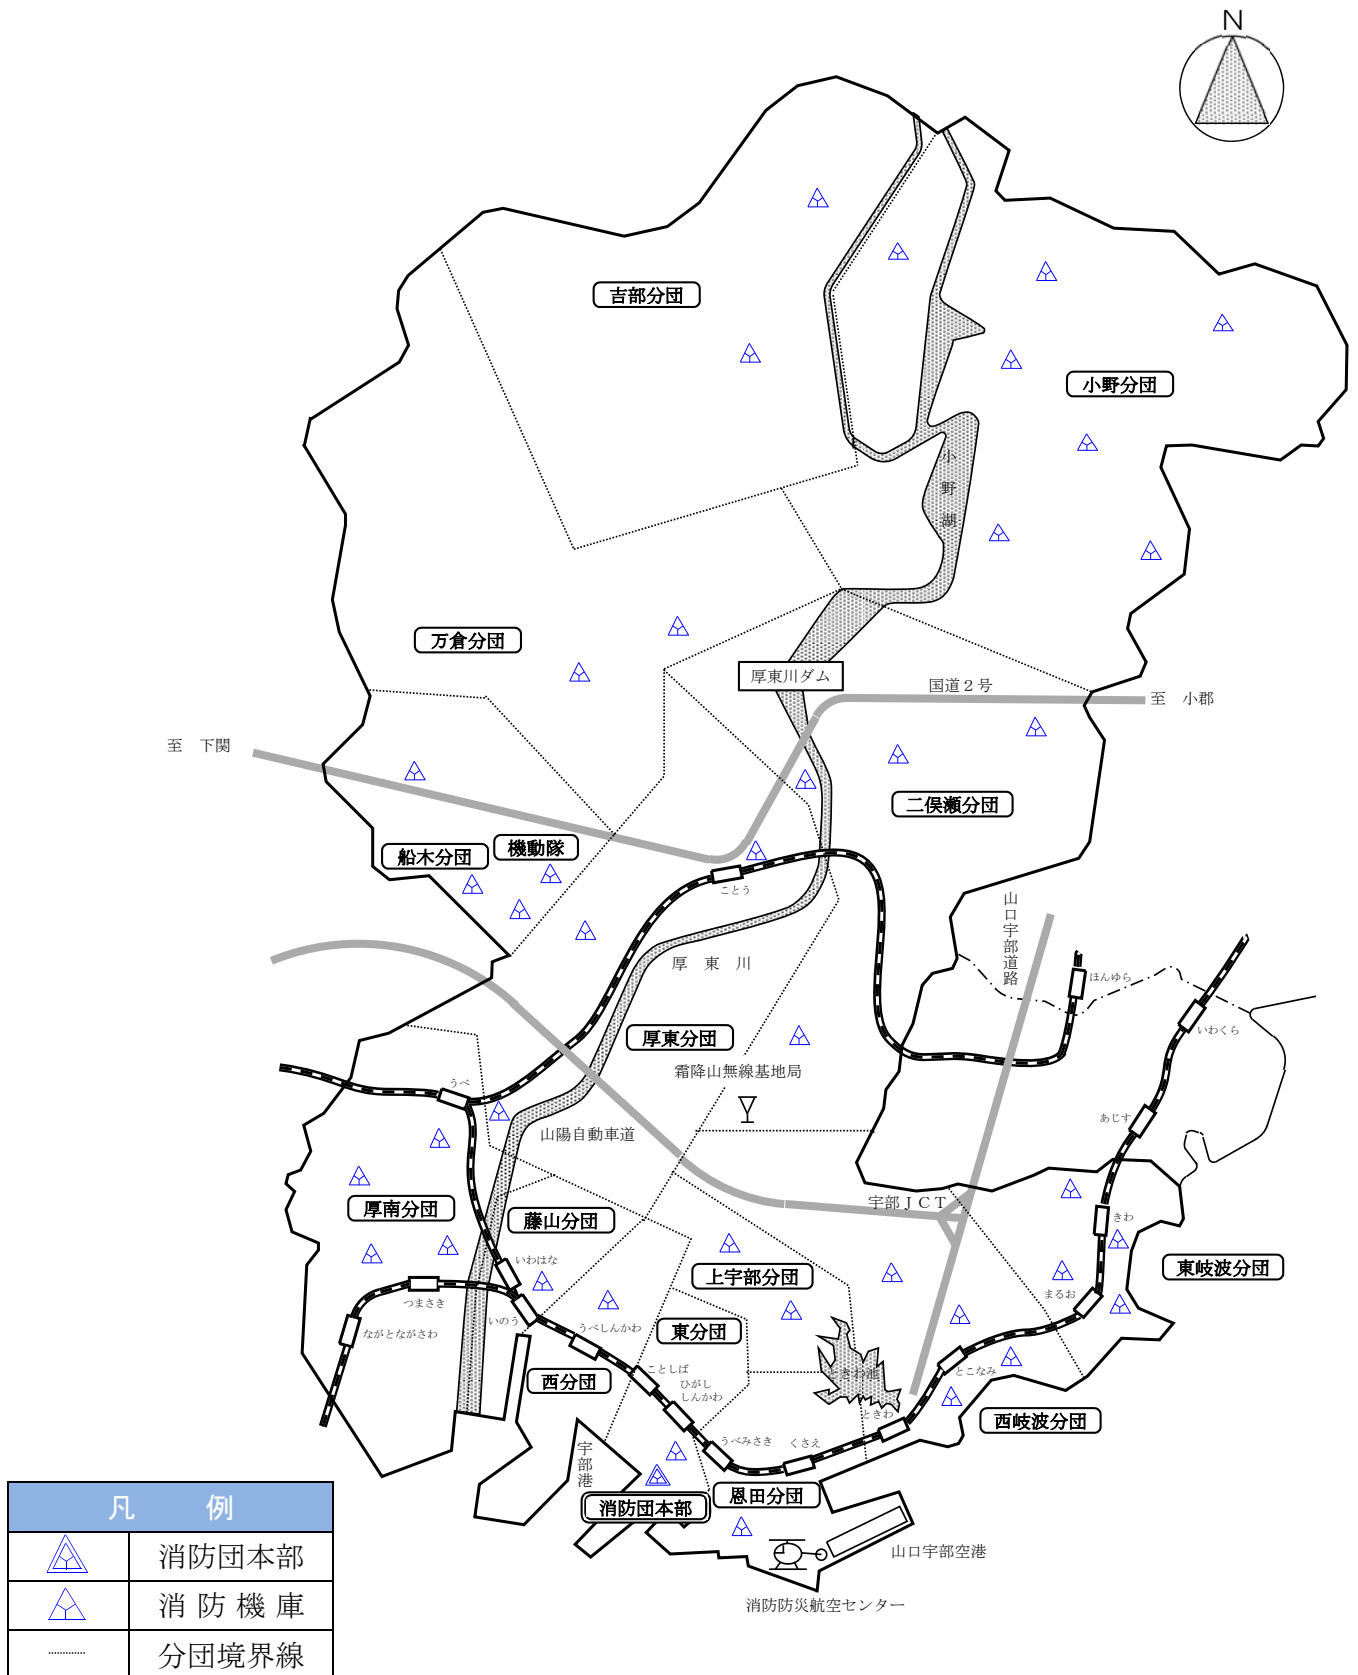 N
吉部分団
小野分団
小野湖
万倉分団
厚東川ダム
国道２号
至　小郡
至　下関
二俣瀬分団
船木分団
機動隊
ことう
山口宇部道路
厚　東　川
ほんゆら
いわくら
厚東分団
霜降山無線基地局
うべ
あじす
山陽自動車道
厚南分団
藤山分団
宇部ＪＣＴ
きわ
いわはな
上宇部分団
東岐波分団
つまさき
まるお
いのう
うべしんかわ
東分団
ながとながさわ
ことしば
ときわ池
とこなみ
西分団
ひがし
しんかわ
ときわ
西岐波分団
うべみさき
くさえ
宇部港
消防団本部
恩田分団
山口宇部空港
消防防災航空センター
凡　例
消防団本部
消防機庫
分団境界線